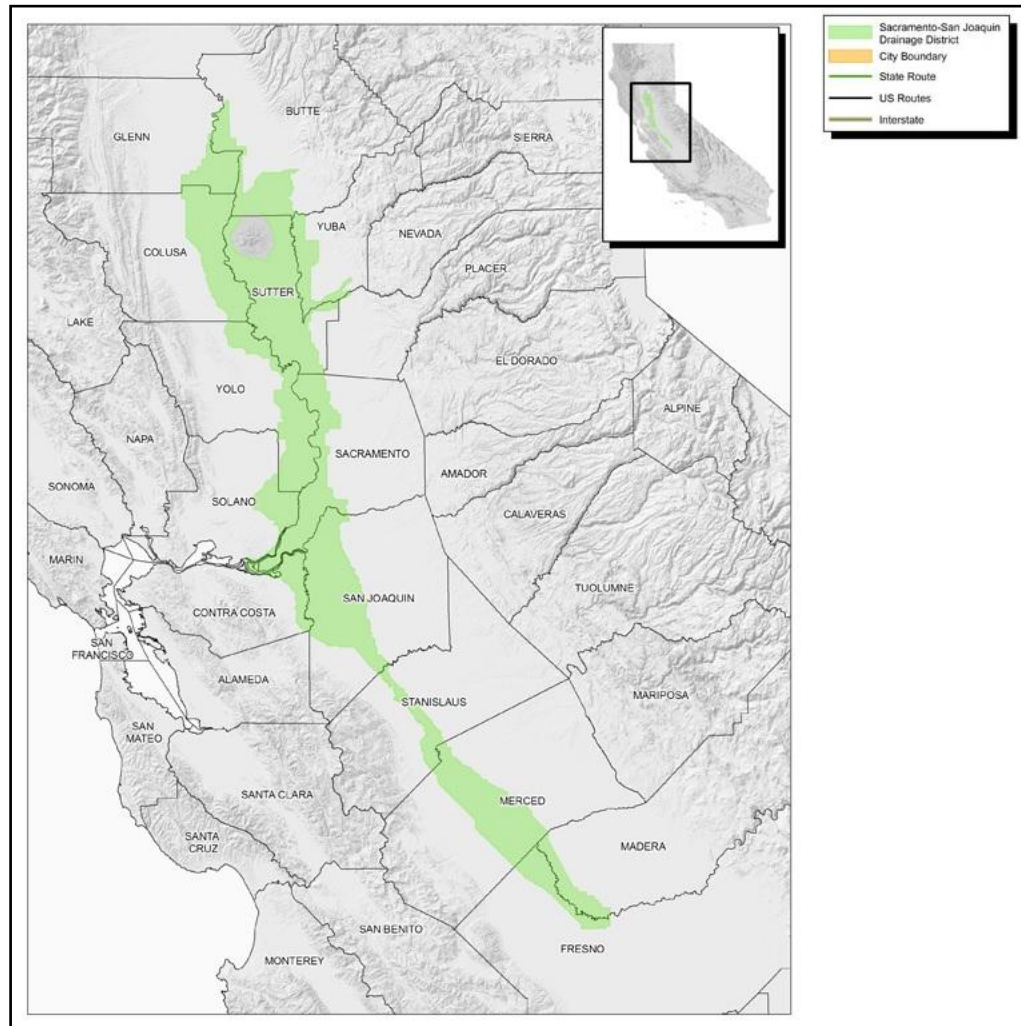 Sacramento-San Joaquin
Drainage District
City Boundary
State Route
US Routes
Interstate
BUTTE
GLENN
SIERRA
YUBA
NEVADA
COLUSA
PLACER
SUTTER
LAKE
EL DORADO
YOLO
ALPINE
NAPA
SACRAMENTO
AMADOR
SONOMA
SOLANO
CALAVERAS
MARIN
TUOLUMNE
SAN JOAQUIN
CONTRA COSTA
SAN
FRANCISCO
ALAMEDA
MARIPOSA
STANISLAUS
SAN
MATEO
SANTA CLARA
MERCED
SANTA
CRUZ
MADERA
SAN BENITO
FRESNO
MONTEREY